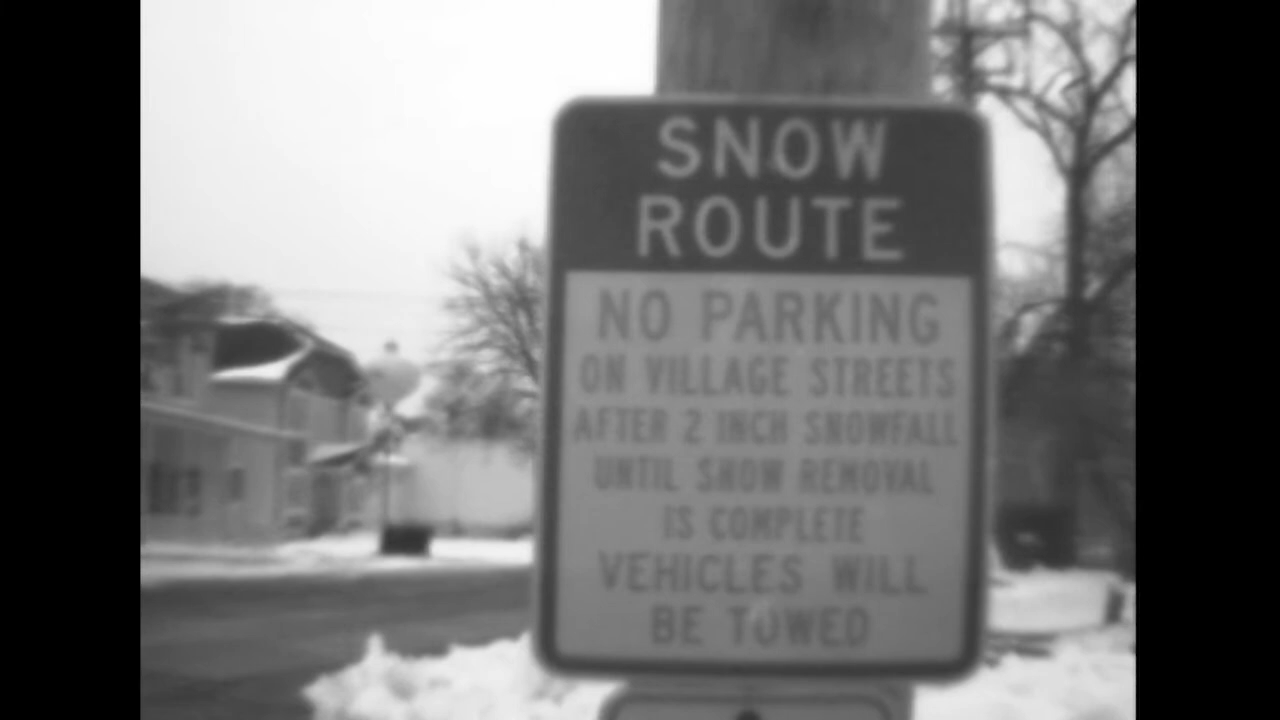 SNOW
ROUTE
NO PARKING
ON VILLAGE STREETS
AFTER 2 INCH SNOWFALL
UNTIL SNOW REMOVAL
IS COMPLETE
VEHICLES WILL
BE TOWED